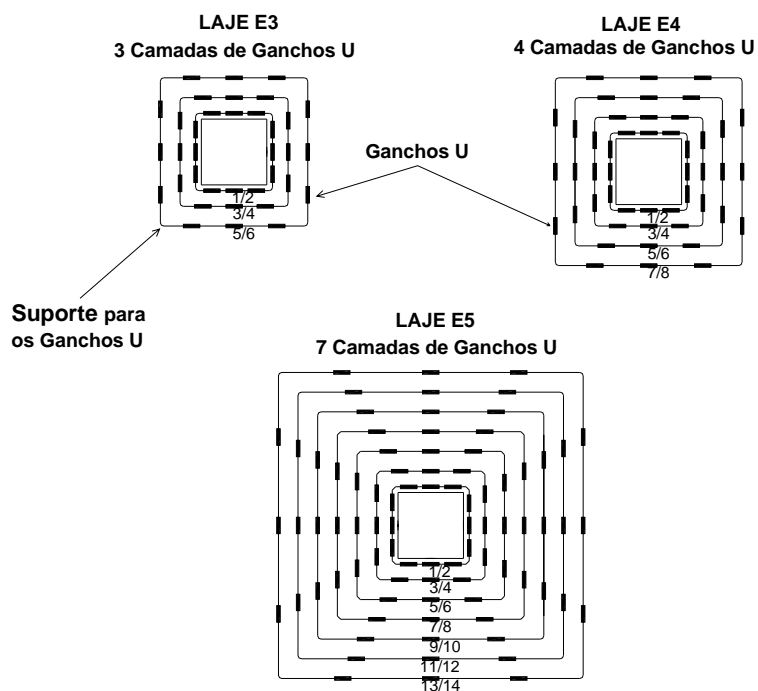 LAJE E3
3 Camadas de Ganchos U
1/2
3/4
5/6
LAJE E4
4 Camadas de Ganchos U
1/2
3/4
5/6
7/8
Ganchos U
Suporte para
os Ganchos U
LAJE E5
7 Camadas de Ganchos U
1/2
3/4
5/6
7/8
9/10
11/12
13/14